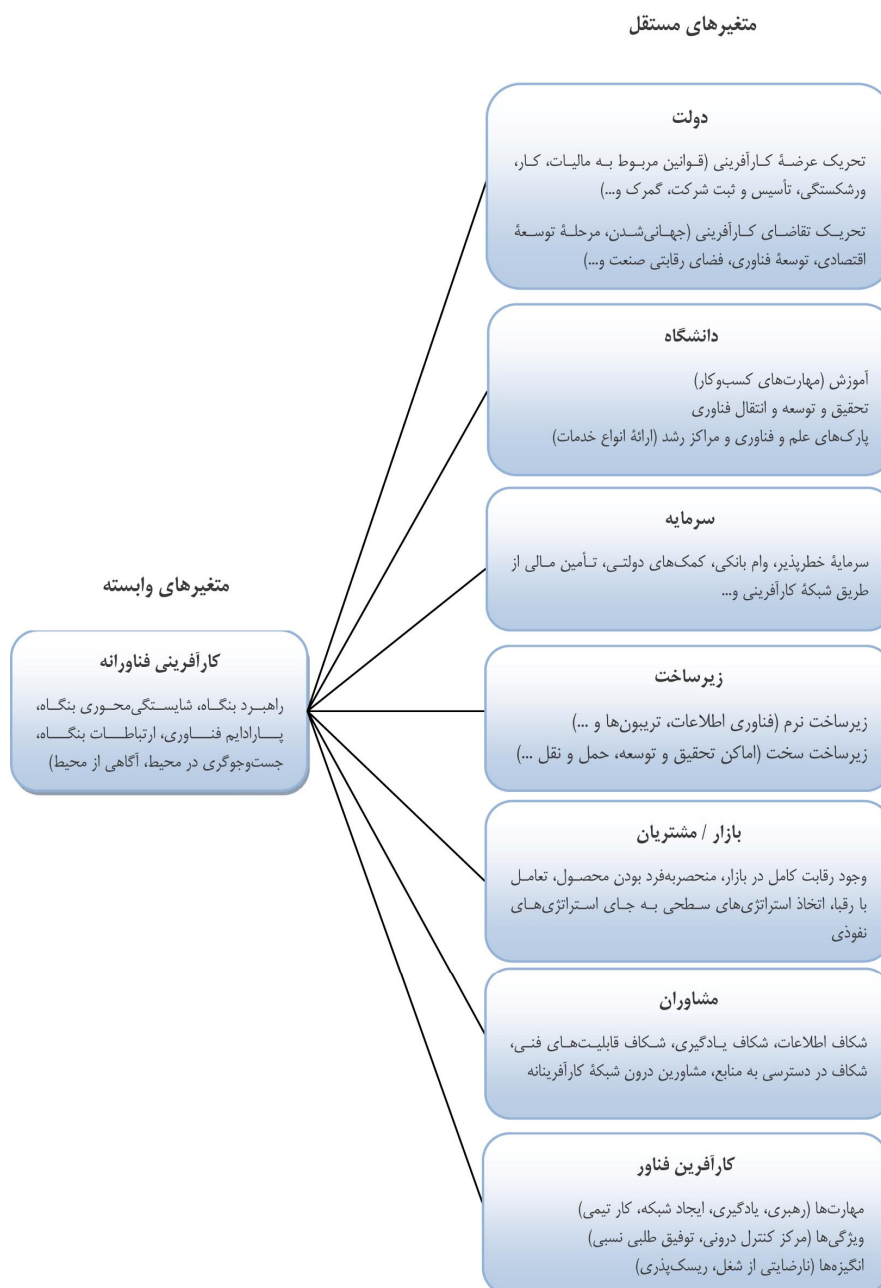 متغیرهای مستقل
دولت
تحریک عرضهٔ کارآفرینی (قوانین مربوط به مالیات، کار،
ورشکستگی، تأسیس و ثبت شرکت، گمرک و...)
تحریک تقاضای کارآفرینی (جهانی‌شدن، مرحلهٔ توسعهٔ
اقتصادی، توسعهٔ فناوری، فضای رقابتی صنعت و...)
دانشگاه
آموزش (مهارت‌های کسب‌وکار)
تحقیق و توسعه و انتقال فناوری
پارک‌های علم و فناوری و مراکز رشد (ارائهٔ انواع خدمات)
سرمایه
سرمایهٔ خطرپذیر، وام بانکی، کمک‌های دولتی، تأمین مالی از
طریق شبکهٔ کارآفرینی و...
زیرساخت
زیرساخت نرم (فناوری اطلاعات، تریبون‌ها و ...)
زیرساخت سخت (اماکن تحقیق و توسعه، حمل و نقل ...)
بازار / مشتریان
وجود رقابت کامل در بازار، منحصربه‌فرد بودن محصول، تعامل
با رقبا، اتخاذ استراتژی‌های سطحی به جای استراتژی‌های
نفوذی
مشاوران
شکاف اطلاعات، شکاف یادگیری، شکاف قابلیت‌های فنی،
شکاف در دسترسی به منابع، مشاورین درون شبکهٔ کارآفرینانه
کارآفرین فناور
مهارت‌ها (رهبری، یادگیری، ایجاد شبکه، کار تیمی)
ویژگی‌ها (مرکز کنترل درونی، توفیق طلبی نسبی)
انگیزه‌ها (نارضایتی از شغل، ریسک‌پذری)
متغیرهای وابسته
کارآفرینی فناورانه
راهبرد بنگاه، شایستگی‌محوری بنگاه،
پارادایم فناوری، ارتباطات بنگاه،
جست‌وجوگری در محیط، آگاهی از محیط)